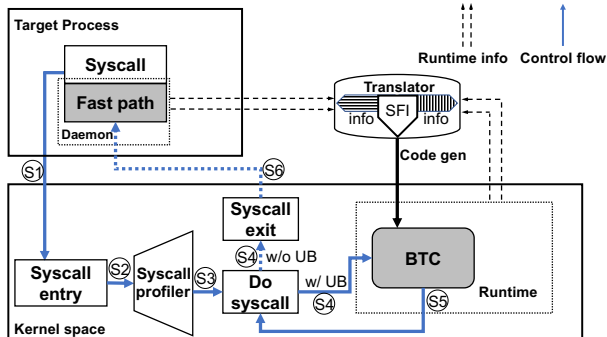 Target Process
Syscall
Fast path
Daemon
Runtime info
Control flow
Translator
info
SFI
info
Code gen
S1
S6
Syscall
exit
S4
w/o UB
Syscall
entry
S2
Syscall
profiler
S3
Do
syscall
w/ UB
S4
BTC
S5
Runtime
Kernel space